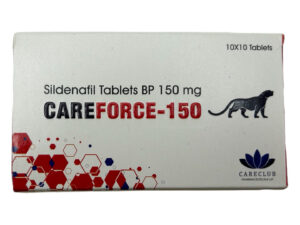 10X10 Tablets
Sildenafil Tablets BP 150 mg
CAREFORCE-150
CARECLUB